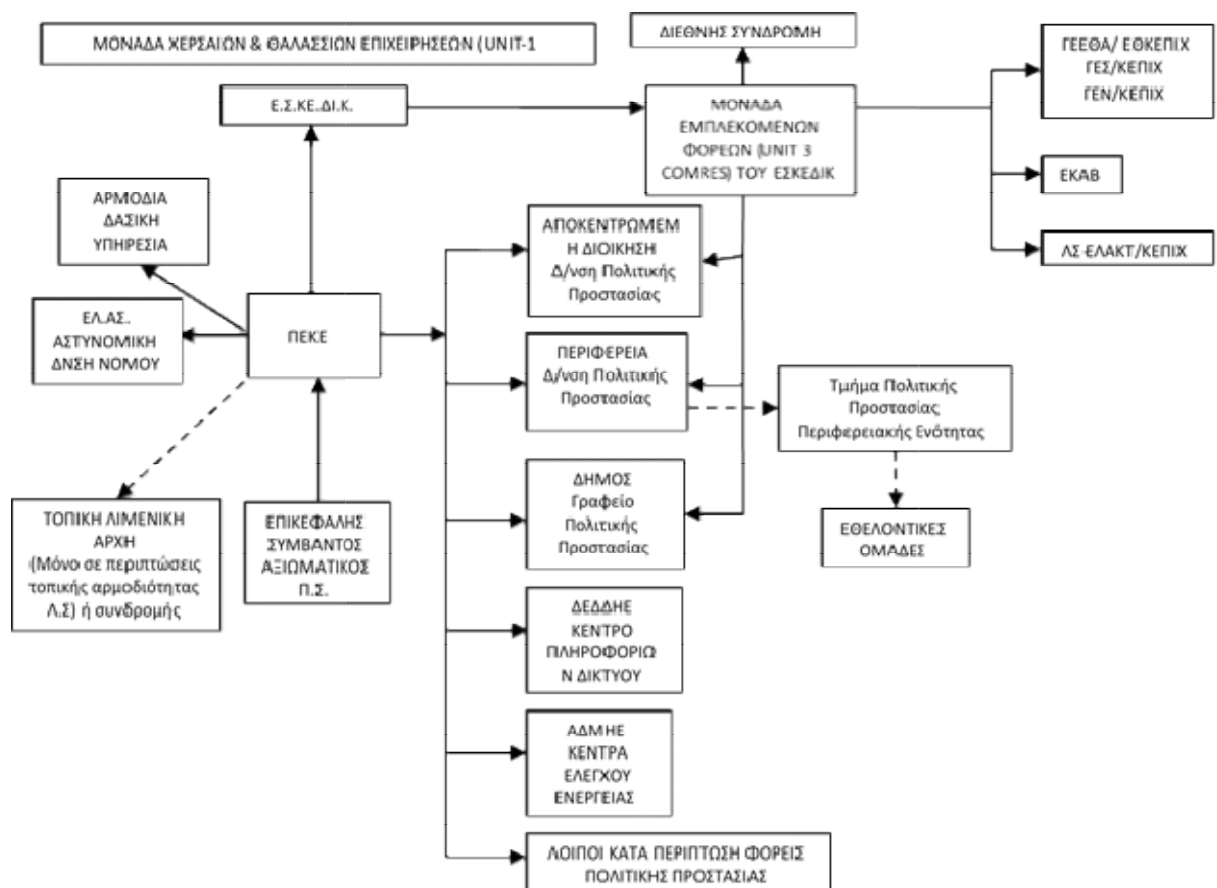 ΜΟΝΑΔΑ ΧΕΡΣΑΙΩΝ & ΘΑΛΑΣΣΙΩΝ ΕΠΙΧΕΙΡΗΣΕΩΝ (UNIT-1
ΔΙΕΘΝΗΣ ΣΥΝΔΡΟΜΗ
ΓΕΕΘΑ/ ΕΘΚΕΠΙΧ
ΓΕΣ/ΚΕΠΙΧ
ΓΕΝ/ΚΕΠΙΧ
Ε.Σ.ΚΕ.ΔΙ.Κ.
ΜΟΝΑΔΑ
ΕΜΠΛΕΚΟΜΕΝΩΝ
ΦΟΡΕΩΝ (UNIT 3
COMRES) ΤΟΥ ΕΣΚΕΔΙΚ
ΕΚΑΒ
ΛΣ-ΕΛΑΚΤ/ΚΕΠΙΧ
ΑΡΜΟΔΙΑ
ΔΑΣΙΚΗ
ΥΠΗΡΕΣΙΑ
ΑΠΟΚΕΝΤΡΩΜΕΜ
Η ΔΙΟΙΚΗΣΗ
Δ/νση Πολιτικής
Προστασίας
ΕΛ.ΑΣ.
ΑΣΤΥΝΟΜΙΚΗ
ΔΝΣΗ ΝΟΜΟΥ
ΠΕΚΕ
ΠΕΡΙΦΕΡΕΙΑ
Δ/νση Πολιτικής
Προστασίας
Τμήμα Πολιτικής
Προστασίας
Περιφερειακής Ενότητας
ΤΟΠΙΚΗ ΛΙΜΕΝΙΚΗ
ΑΡΧΗ
(Μόνο σε περιπτώσεις
τοπικής αρμοδιότητας
Λ.Σ) ή συνδρομής
ΕΠΙΚΕΦΑΛΗΣ
ΣΥΜΒΑΝΤΟΣ
ΑΞΙΩΜΑΤΙΚΟΣ
Π.Σ.
ΔΗΜΟΣ
Γραφείο
Πολιτικής
Προστασίας
ΕΘΕΛΟΝΤΙΚΕΣ
ΟΜΑΔΕΣ
ΔΕΔΔΗΕ
ΚΕΝΤΡΟ
ΠΛΗΡΟΦΟΡΙΩ
Ν ΔΙΚΤΥΟΥ
ΑΔΜΗΕ
ΚΕΝΤΡΑ
ΕΛΕΓΧΟΥ
ΕΝΕΡΓΕΙΑΣ
ΛΟΙΠΟΙ ΚΑΤΑ ΠΕΡΙΠΤΩΣΗ ΦΟΡΕΙΣ
ΠΟΛΙΤΙΚΗΣ ΠΡΟΣΤΑΣΙΑΣ